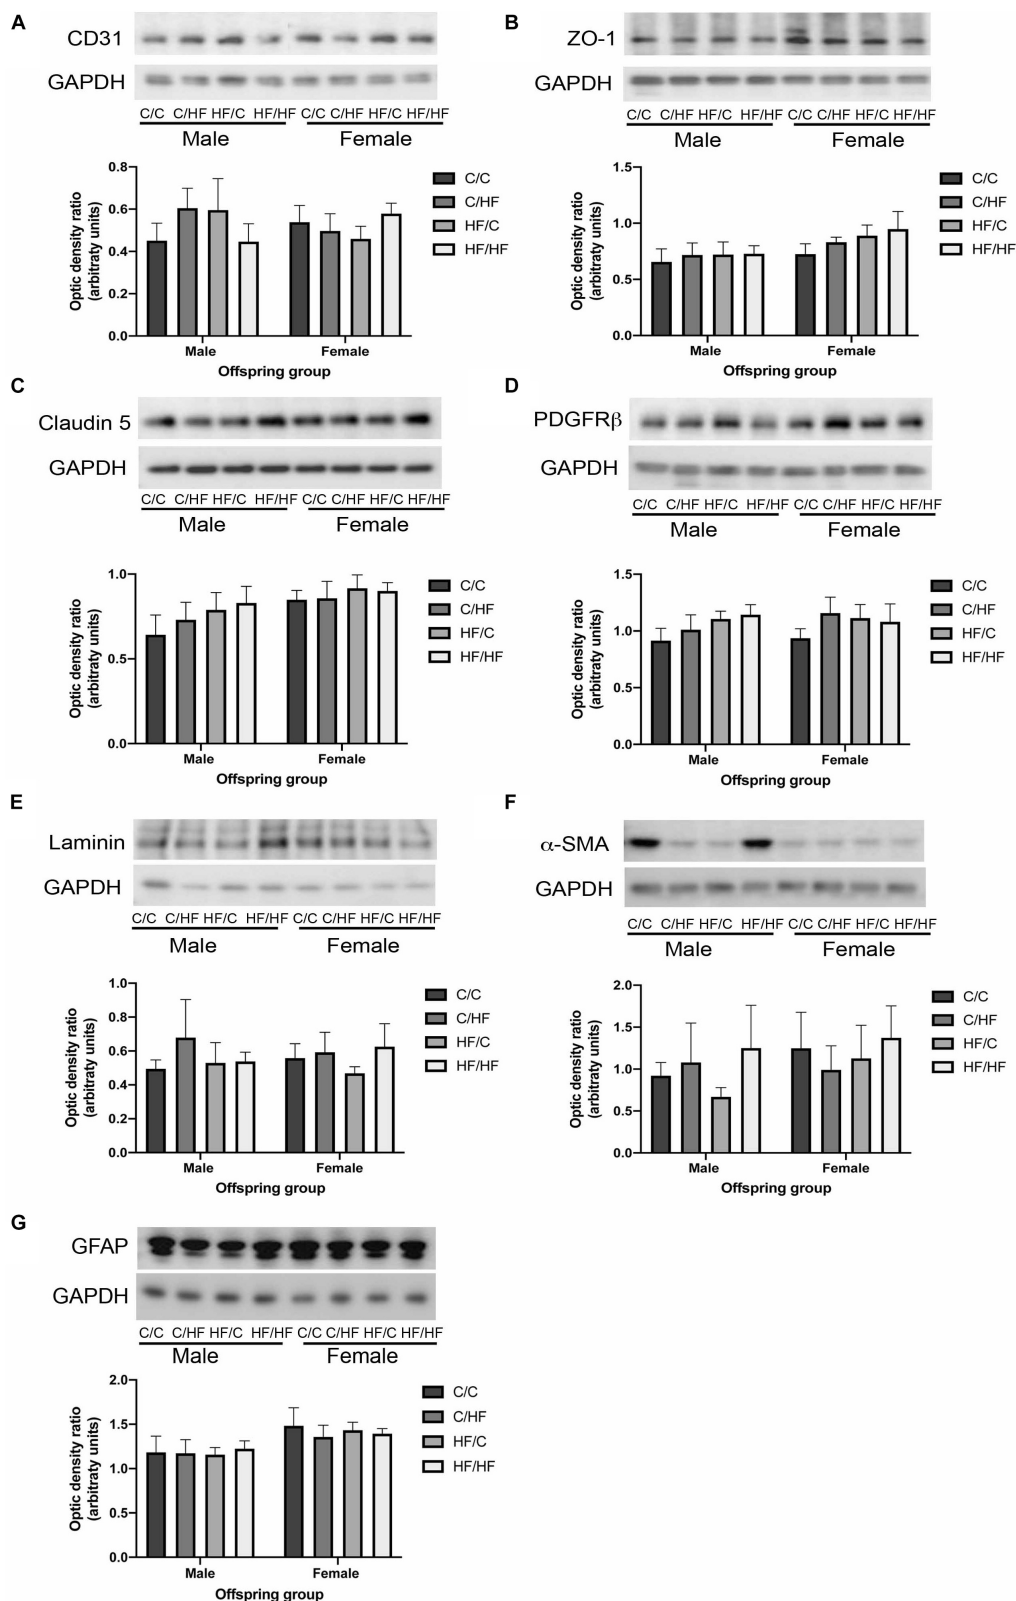 A
CD31
GAPDH
C/C C/HF HF/C HF/HF C/C C/HF HF/C HF/HF
Male Female
0.8
0.6
0.4
0.2
0.0
Optic density ratio
(arbitraty units)
Male Female
Offspring group
C/C
C/HF
HF/C
HF/HF
B
ZO-1
GAPDH
C/C C/HF HF/C HF/HF C/C C/HF HF/C HF/HF
Male Female
1.5
1.0
0.5
0.0
Optic density ratio
(arbitraty units)
Male Female
Offspring group
C/C
C/HF
HF/C
HF/HF
C
Claudin 5
GAPDH
C/C C/HF HF/C HF/HF C/C C/HF HF/C HF/HF
Male Female
1.0
0.5
0.0
Optic density ratio
(arbitraty units)
Male Female
Offspring group
C/C
C/HF
HF/C
HF/HF
D
PDGFRβ
GAPDH
C/C C/HF HF/C HF/HF C/C C/HF HF/C HF/HF
Male Female
1.5
1.0
0.5
0.0
Optic density ratio
(arbitraty units)
Male Female
Offspring group
C/C
C/HF
HF/C
HF/HF
E
Laminin
GAPDH
C/C C/HF HF/C HF/HF C/C C/HF HF/C HF/HF
Male Female
1.0
0.8
0.6
0.4
0.2
0.0
Optic density ratio
(arbitraty units)
Male Female
Offspring group
C/C
C/HF
HF/C
HF/HF
F
α-SMA
GAPDH
C/C C/HF HF/C HF/HF C/C C/HF HF/C HF/HF
Male Female
2.0
1.5
1.0
0.5
0.0
Optic density ratio
(arbitraty units)
Male Female
Offspring group
C/C
C/HF
HF/C
HF/HF
G
GFAP
GAPDH
C/C C/HF HF/C HF/HF C/C C/HF HF/C HF/HF
Male Female
2.0
1.5
1.0
0.5
0.0
Optic density ratio
(arbitraty units)
Male Female
Offspring group
C/C
C/HF
HF/C
HF/HF